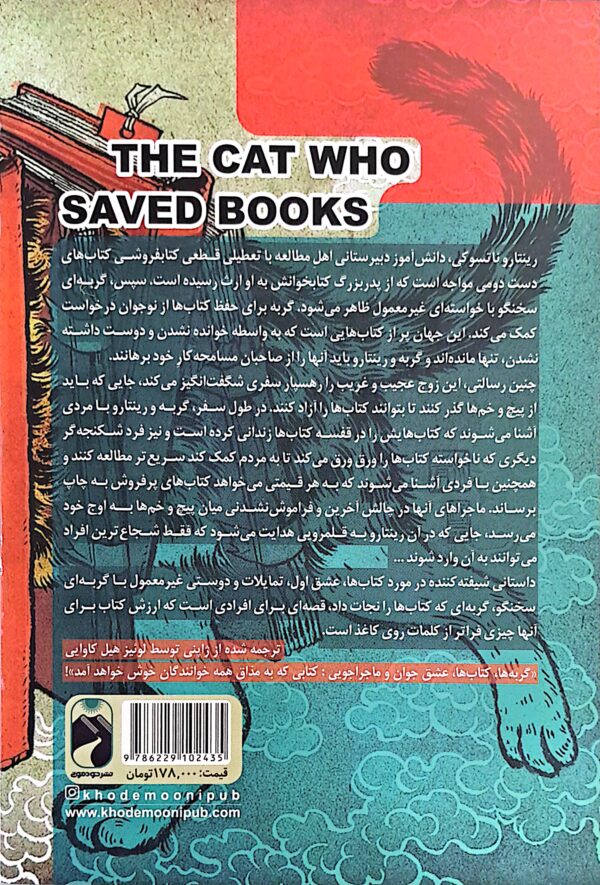 THE CAT WHO
SAVED BOOKS
رینتارو ناتسوکی، دانش‌آموز دبیرستانی اهل مطالعه با تعطیلی قطعی کتابفروشی کتاب‌های
دست دومی مواجه است که از پدربزرگ کتابخوانش به او ارث رسیده است. سپس، گربه‌ای
سخنگو با خواسته‌ای غیرمعمول ظاهر می‌شود. گربه برای حفظ کتاب‌ها از نوجوان درخواست
کمک می‌کند. این جهان پر از کتاب‌هایی است که به واسطه خوانده نشدن و دوست داشته
نشدن، تنها مانده‌اند و گربه و رینتارو باید آنها را از صاحبان مسامحه‌کار خود برهانند.
چنین رسالتی، این زوج عجیب و غریب را رهسپار سفری شگفت‌انگیز می‌کند، جایی که باید
از پیچ و خم‌ها گذر کنند تا بتوانند کتاب‌ها را آزاد کنند. در طول سفر، گربه و رینتارو با مردی
آشنا می‌شوند که کتاب‌هایش را در قفسه کتاب‌ها زندانی کرده است و نیز فرد شکنجه‌گر
دیگری که ناخواسته کتاب‌ها را ورق ورق می‌کند تا به مردم کمک کند سریع تر مطالعه کنند و
همچنین با فردی آشنا می‌شوند که به هر قیمتی می‌خواهد کتاب‌های پرفروش به چاپ
برساند. ماجراهای آنها در چالش آخرین و فراموش‌نشدنی میان پیچ و خم‌ها به اوج خود
می‌رسد، جایی که در آن رینتارو به قلمرویی هدایت می‌شود که فقط شجاع ترین افراد
می‌توانند به آن وارد شوند ...
داستانی شیفته کننده در مورد کتاب‌ها، عشق اول، تمایلات و دوستی غیرمعمول با گربه‌ای
سخنگو، گربه‌ای که کتاب‌ها را نجات داد، قصه‌ای برای افرادی است که ارزش کتاب برای
آنها چیزی فراتر از کلمات روی کاغذ است.
ترجمه شده از ژاپنی توسط لوئیز هیل کاوایی
«گربه‌ها، کتاب‌ها، عشق جوان و ماجراجویی : کتابی که به مذاق همه خوانندگان خوش خواهد آمد»!
9 786229 102435
قیمت: ۱۷۸,۰۰۰تومان
نشر خودمونی
khodemoonipub
www.khodemoonipub.com